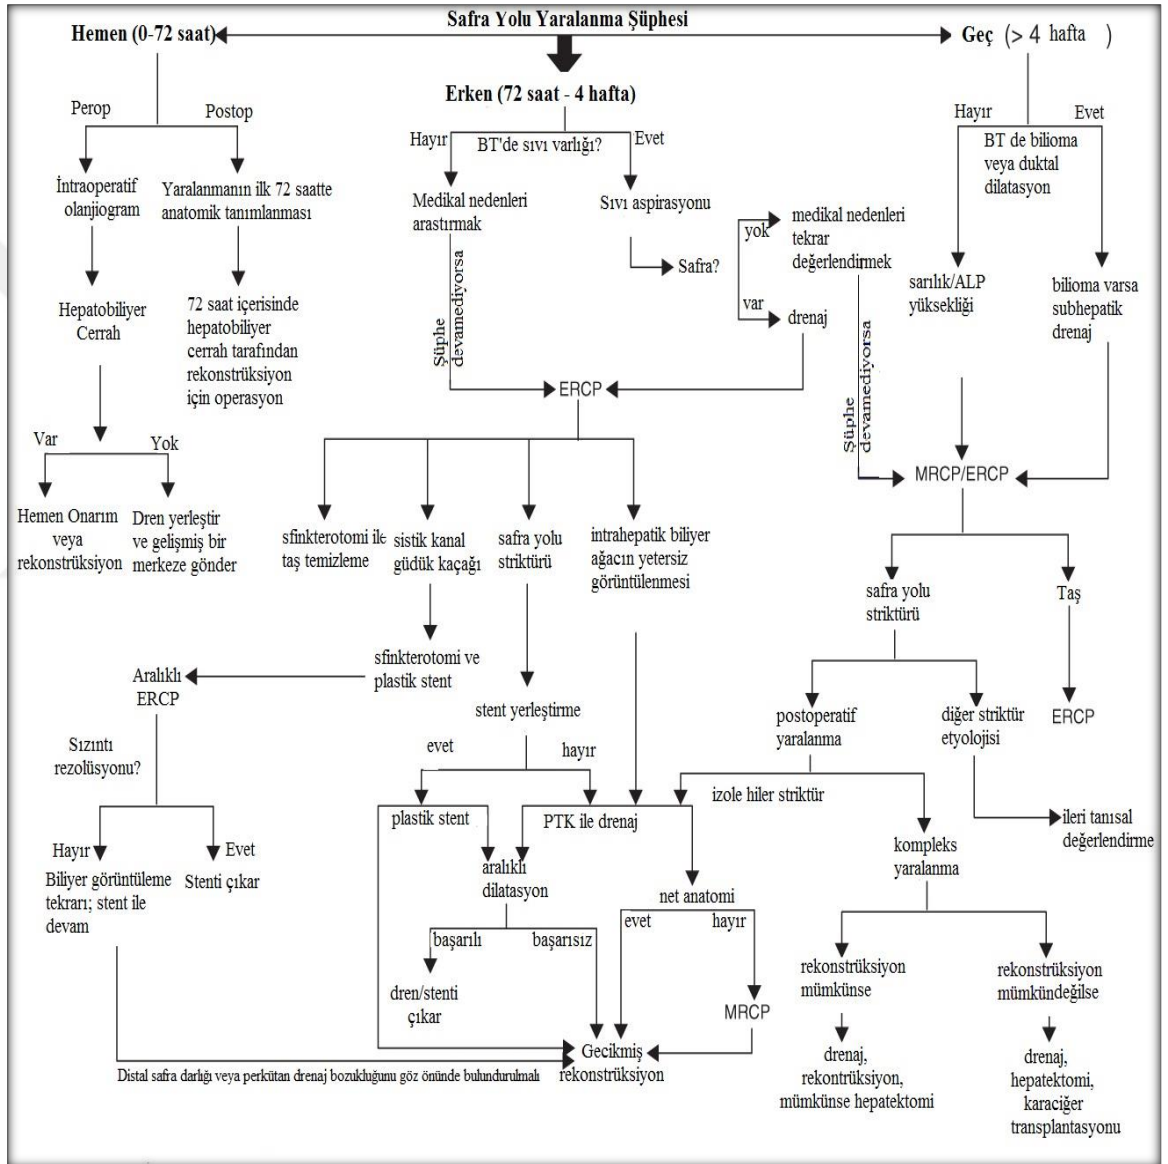 Safra Yolu Yaralanma Şüphesi
Hemen (0-72 saat)
Geç (> 4 hafta )
Erken (72 saat - 4 hafta)
Perop
Postop
İntraoperatif
olanjiogram
Yaralanmanın ilk 72 saatte
anatomik tanımlanması
Hepatobiliyer
Cerrah
72 saat içerisinde
hepatobiliyer
cerrah tarafından
rekonstrüksiyon
için operasyon
Var
Yok
Hemen Onarım
veya
rekonstrüksiyon
Dren yerleştir
ve gelişmiş bir
merkeze gönder
Hayır
BT'de sıvı varlığı?
Evet
Medikal nedenleri
arastırmak
Sıvı aspirasyonu
Safra?
yok
medikal nedenleri
tekrar
değerlendirmek
var
drenaj
Şüphe
devamediyorsa
ERCP
Şüphe
devamediyorsa
Hayır
Evet
BT de bilioma
veya duktal
dilatasyon
sarılık/ALP
yüksekliği
bilioma varsa
subhepatik
drenaj
MRCP/ERCP
sfinkterotomi ile
taş temizleme
sistik kanal
güdük kaçağı
safra yolu
striktürü
intrahepatik biliyer
ağacın yetersiz
görüntülenmesi
sfinkterotomi ve
plastik stent
Aralıklı
ERCP
Sızıntı
rezolüsyonu?
Hayır
Evet
Biliyer görüntüleme
tekrarı; stent ile
devam
Stenti çıkar
stent yerleştirme
evet
hayır
plastik stent
PTK ile drenaj
aralıklı
dilatasyon
başarılı
başarısız
dren/stenti
çıkar
net anatomi
evet
hayır
MRCP
Gecikmiş
rekonstrüksiyon
Distal safra darlığı veya perkütan drenaj bozukluğunu göz önünde bulundurulmalı
safra yolu
striktürü
Taş
ERCP
postoperatif
yaralanma
diğer striktür
etyolojisi
izole hiler striktür
ileri tanısal
değerlendirme
kompleks
yaralanma
rekonstrüksiyon
mümkünse
rekonstrüksiyon
mümkündeğilse
drenaj,
rekontrüksiyon,
mümkünse hepatektomi
drenaj,
hepatektomi,
karaciğer
transplantasyonu